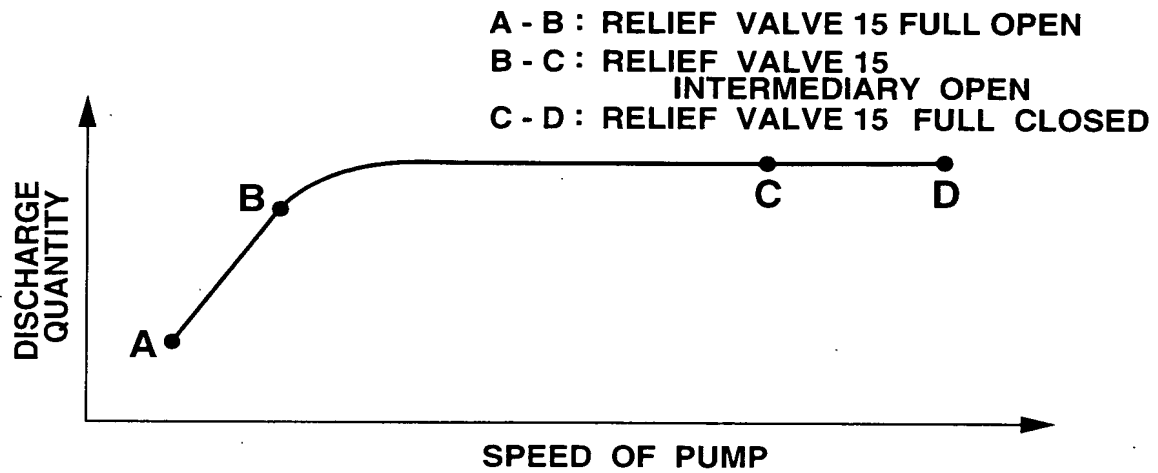 A - B : RELIEF VALVE 15 FULL OPEN
B - C : RELIEF VALVE 15
INTERMEDIARY OPEN
C - D : RELIEF VALVE 15 FULL CLOSED
DISCHARGE
QUANTITY
A
B
C
D
SPEED OF PUMP